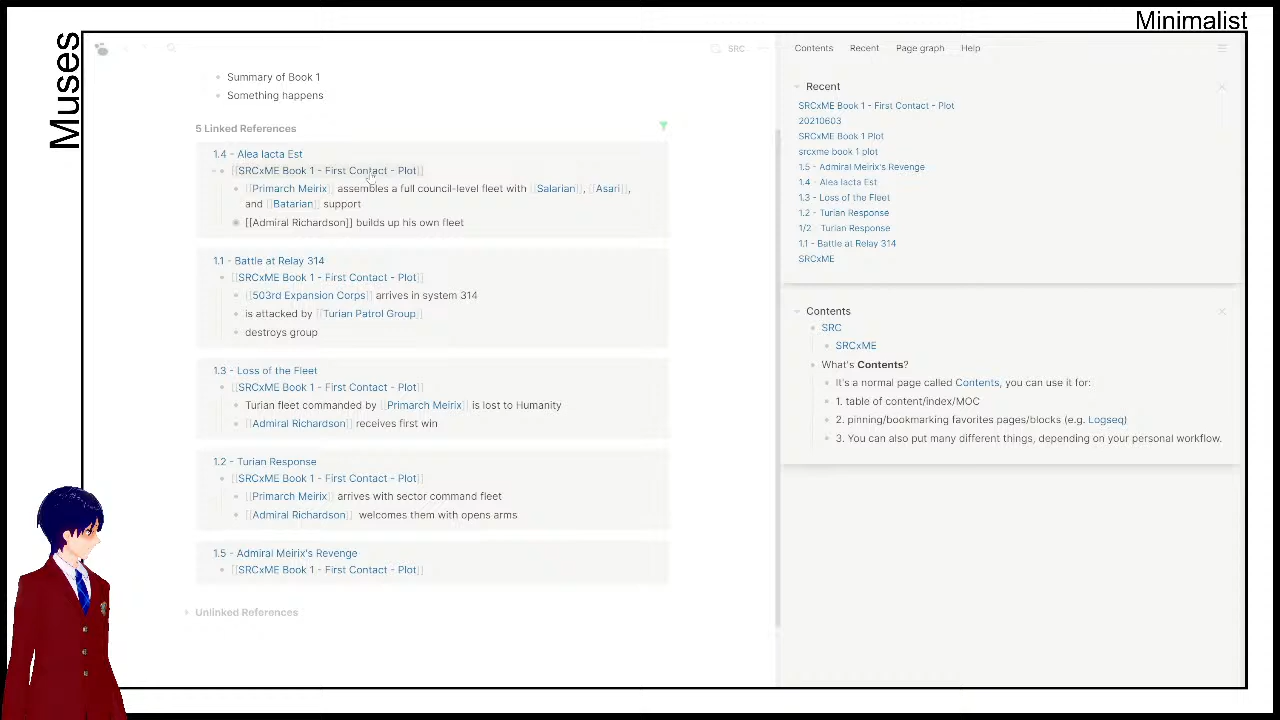 Minimalist
Muses
SRC
Summary of Book 1
Something happens
5 Linked References
1.4 - Alea Iacta Est
[[SRCxME Book 1 - First Contact - Plot]]
[[Primarch Meirix]] assembles a full council-level fleet with [[Salarian]], [[Asari]],
and [[Batarian]] support
[[Admiral Richardson]] builds up his own fleet
1.1 - Battle at Relay 314
[[SRCxME Book 1 - First Contact - Plot]]
[[503rd Expansion Corps]] arrives in system 314
is attacked by [[Turian Patrol Group]]
destroys group
1.3 - Loss of the Fleet
[[SRCxME Book 1 - First Contact - Plot]]
Turian fleet commanded by [[Primarch Meirix]] is lost to Humanity
[[Admiral Richardson]] receives first win
1.2 - Turian Response
[[SRCxME Book 1 - First Contact - Plot]]
[[Primarch Meirix]] arrives with sector command fleet
[[Admiral Richardson]] welcomes them with opens arms
1.5 - Admiral Meirix's Revenge
[[SRCxME Book 1 - First Contact - Plot]]
Unlinked References
Contents Recent Page graph Help
Recent
SRCxME Book 1 - First Contact - Plot
20210603
SRCxME Book 1 Plot
srcxme book 1 plot
1.5 - Admiral Meirix's Revenge
1.4 - Alea Iacta Est
1.3 - Loss of the Fleet
1.2 - Turian Response
1/2 Turian Response
1.1 - Battle at Relay 314
SRCxME
Contents
SRC
SRCxME
What's Contents?
It's a normal page called Contents, you can use it for:
1. table of content/index/MOC
2. pinning/bookmarking favorites pages/blocks (e.g. Logseq)
3. You can also put many different things, depending on your personal workflow.